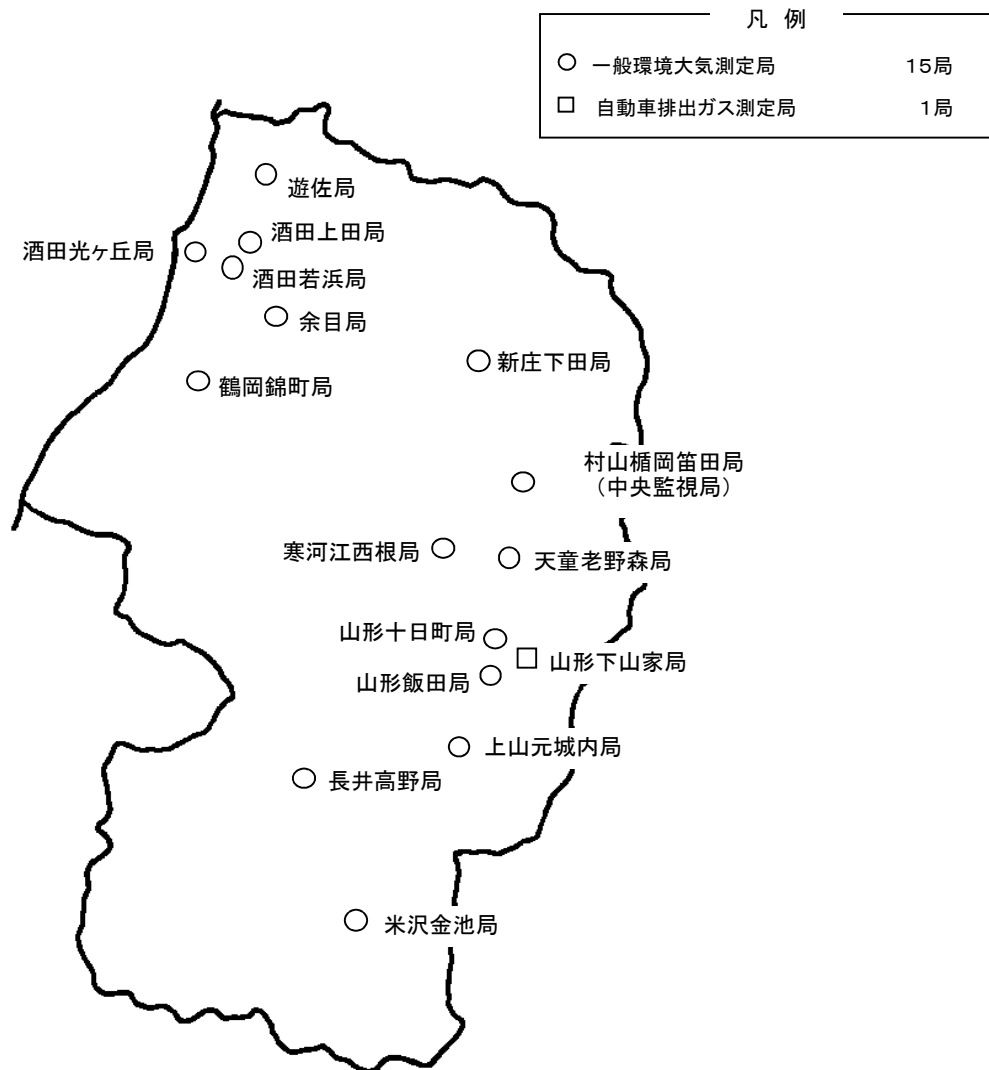 凡 例
○ 一般環境大気測定局 15局
□ 自動車排出ガス測定局 1局
遊佐局
酒田上田局
酒田光ヶ丘局
酒田若浜局
余目局
新庄下田局
鶴岡錦町局
村山楯岡笛田局
（中央監視局）
寒河江西根局
天童老野森局
山形十日町局
山形下山家局
山形飯田局
上山元城内局
長井高野局
米沢金池局